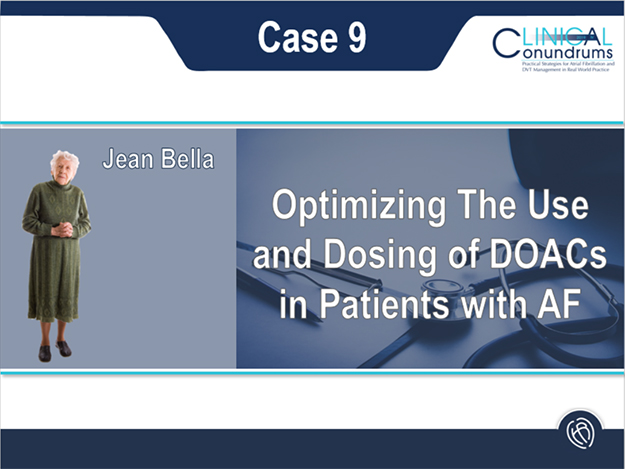 Case 9
CLINICAL
Conundrums
Practical Strategies for Atrial Fibrillation and
DVT Management in Real World Practice
Jean Bella
Optimizing The Use
and Dosing of DOACs
in Patients with AF